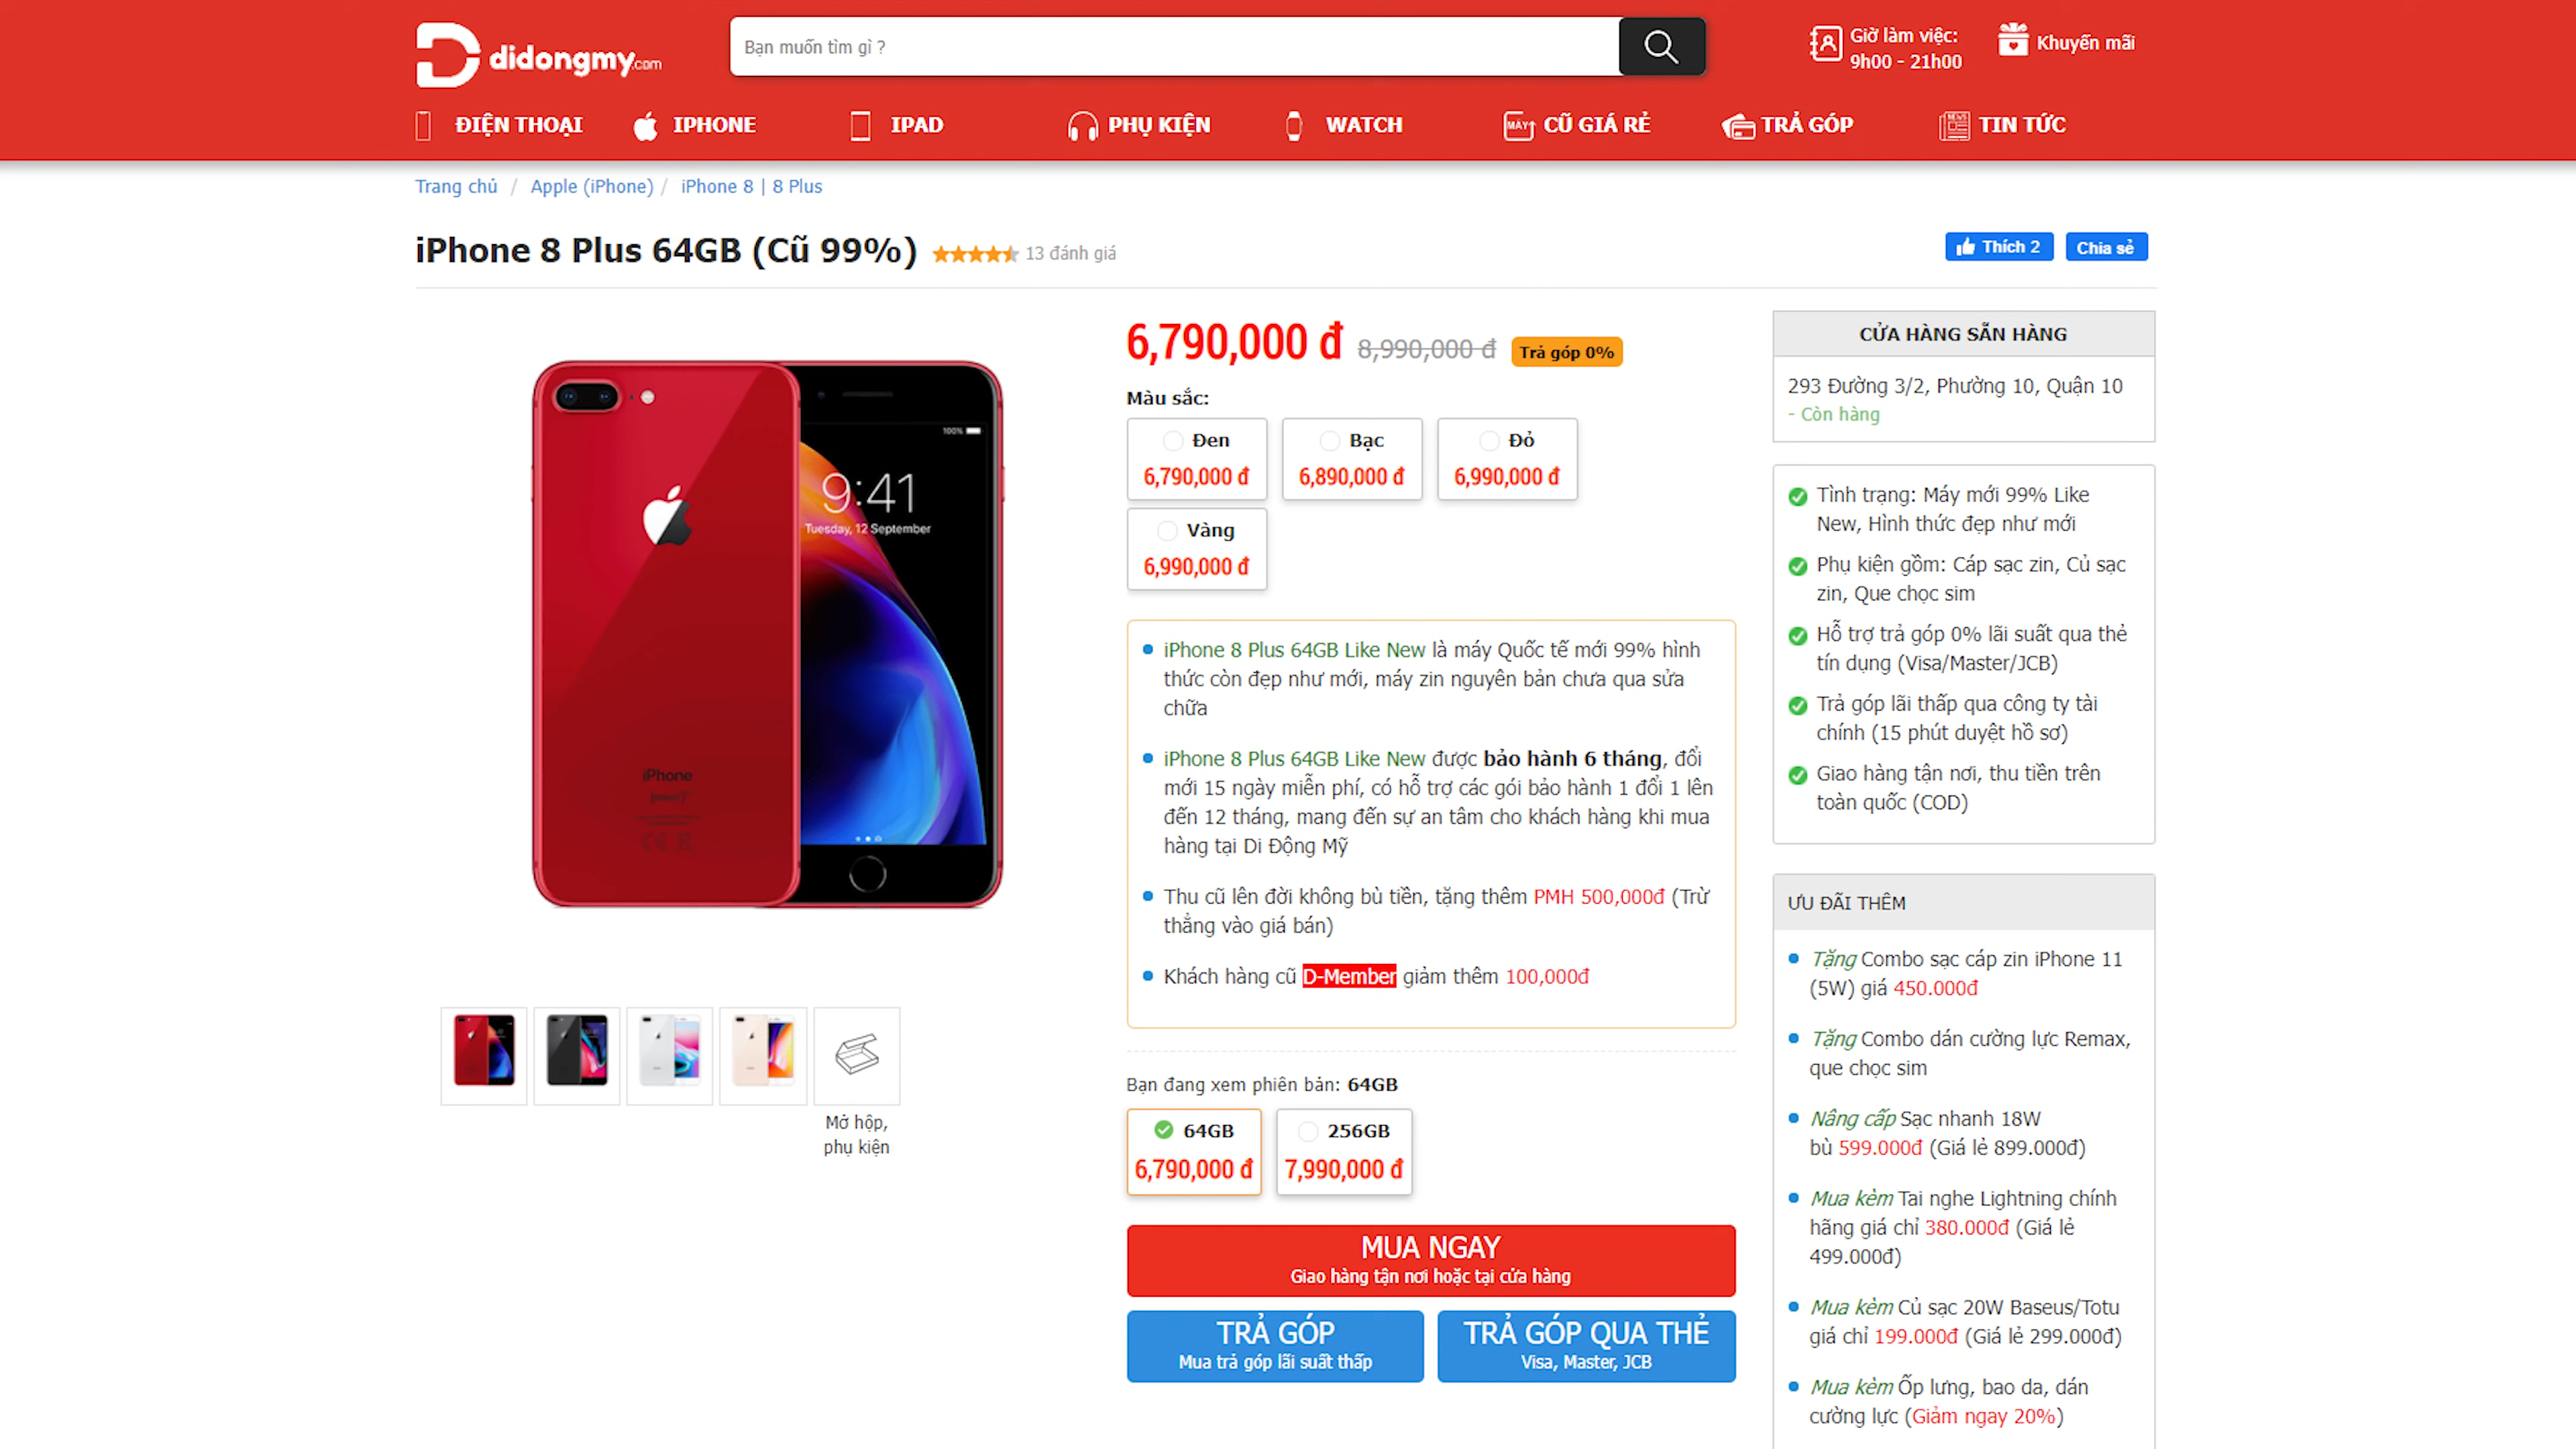 didongmy.com
Bạn muốn tìm gì ?
Giờ làm việc:
9h00 - 21h00
Khuyến mãi
ĐIỆN THOẠI
IPHONE
IPAD
PHỤ KIỆN
WATCH
MÁY CŨ GIÁ RẺ
TRẢ GÓP
TIN TỨC
Trang chủ / Apple (iPhone) / iPhone 8 | 8 Plus
iPhone 8 Plus 64GB (Cũ 99%) 13 đánh giá
Thích 2
Chia sẻ
100%
9:41
Tuesday, 12 September
iPhone
Mở hộp,
phụ kiện
6,790,000 đ 8,990,000 đ Trả góp 0%
Màu sắc:
Đen
6,790,000 đ
Bạc
6,890,000 đ
Đỏ
6,990,000 đ
Vàng
6,990,000 đ
iPhone 8 Plus 64GB Like New là máy Quốc tế mới 99% hình
thức còn đẹp như mới, máy zin nguyên bản chưa qua sửa
chữa
iPhone 8 Plus 64GB Like New được bảo hành 6 tháng, đổi
mới 15 ngày miễn phí, có hỗ trợ các gói bảo hành 1 đổi 1 lên
đến 12 tháng, mang đến sự an tâm cho khách hàng khi mua
hàng tại Di Động Mỹ
Thu cũ lên đời không bù tiền, tặng thêm PMH 500,000đ (Trừ
thẳng vào giá bán)
Khách hàng cũ D-Member giảm thêm 100,000đ
Bạn đang xem phiên bản: 64GB
64GB
6,790,000 đ
256GB
7,990,000 đ
MUA NGAY
Giao hàng tận nơi hoặc tại cửa hàng
TRẢ GÓP
Mua trả góp lãi suất thấp
TRẢ GÓP QUA THẺ
Visa, Master, JCB
CỬA HÀNG SẴN HÀNG
293 Đường 3/2, Phường 10, Quận 10
- Còn hàng
Tình trạng: Máy mới 99% Like
New, Hình thức đẹp như mới
Phụ kiện gồm: Cáp sạc zin, Củ sạc
zin, Que chọc sim
Hỗ trợ trả góp 0% lãi suất qua thẻ
tín dụng (Visa/Master/JCB)
Trả góp lãi thấp qua công ty tài
chính (15 phút duyệt hồ sơ)
Giao hàng tận nơi, thu tiền trên
toàn quốc (COD)
ƯU ĐÃI THÊM
Tặng Combo sạc cáp zin iPhone 11
(5W) giá 450.000đ
Tặng Combo dán cường lực Remax,
que chọc sim
Nâng cấp Sạc nhanh 18W
bù 599.000đ (Giá lẻ 899.000đ)
Mua kèm Tai nghe Lightning chính
hãng giá chỉ 380.000đ (Giá lẻ
499.000đ)
Mua kèm Củ sạc 20W Baseus/Totu
giá chỉ 199.000đ (Giá lẻ 299.000đ)
Mua kèm Ốp lưng, bao da, dán
cường lực (Giảm ngay 20%)